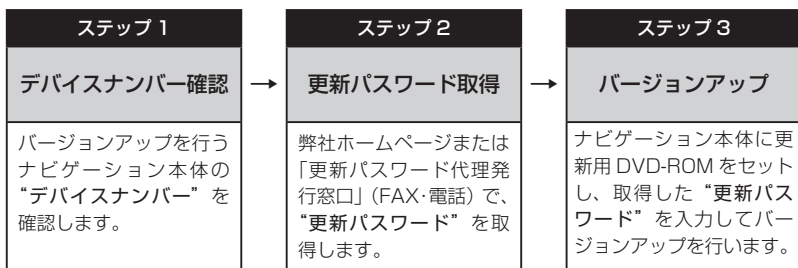 ステップ 1
デバイスナンバー確認
バージョンアップを行う
ナビゲーション本体の
“デバイスナンバー” を
確認します。
→
ステップ 2
更新パスワード取得
弊社ホームページまたは
「更新パスワード代理発
行窓口」（FAX・電話）で、
“更新パスワード” を取
得します。
→
ステップ 3
バージョンアップ
ナビゲーション本体に更
新用 DVD-ROM をセット
し、取得した “更新パス
ワード” を入力してバー
ジョンアップを行います。